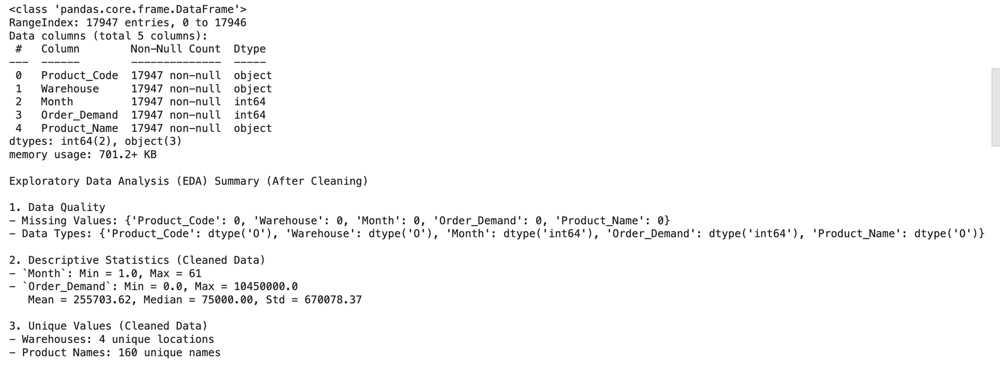 <class 'pandas.core.frame.DataFrame'>
RangeIndex: 17947 entries, 0 to 17946
Data columns (total 5 columns):
 #   Column        Non-Null Count  Dtype
---  ------        --------------  -----
 0   Product_Code  17947 non-null  object
 1   Warehouse     17947 non-null  object
 2   Month         17947 non-null  int64
 3   Order_Demand  17947 non-null  int64
 4   Product_Name  17947 non-null  object
dtypes: int64(2), object(3)
memory usage: 701.2+ KB

Exploratory Data Analysis (EDA) Summary (After Cleaning)

1. Data Quality
- Missing Values: {'Product_Code': 0, 'Warehouse': 0, 'Month': 0, 'Order_Demand': 0, 'Product_Name': 0}
- Data Types: {'Product_Code': dtype('O'), 'Warehouse': dtype('O'), 'Month': dtype('int64'), 'Order_Demand': dtype('int64'), 'Product_Name': dtype('O')}

2. Descriptive Statistics (Cleaned Data)
- `Month`: Min = 1.0, Max = 61
- `Order_Demand`: Min = 0.0, Max = 10450000.0
   Mean = 255703.62, Median = 75000.00, Std = 670078.37

3. Unique Values (Cleaned Data)
- Warehouses: 4 unique locations
- Product Names: 160 unique names